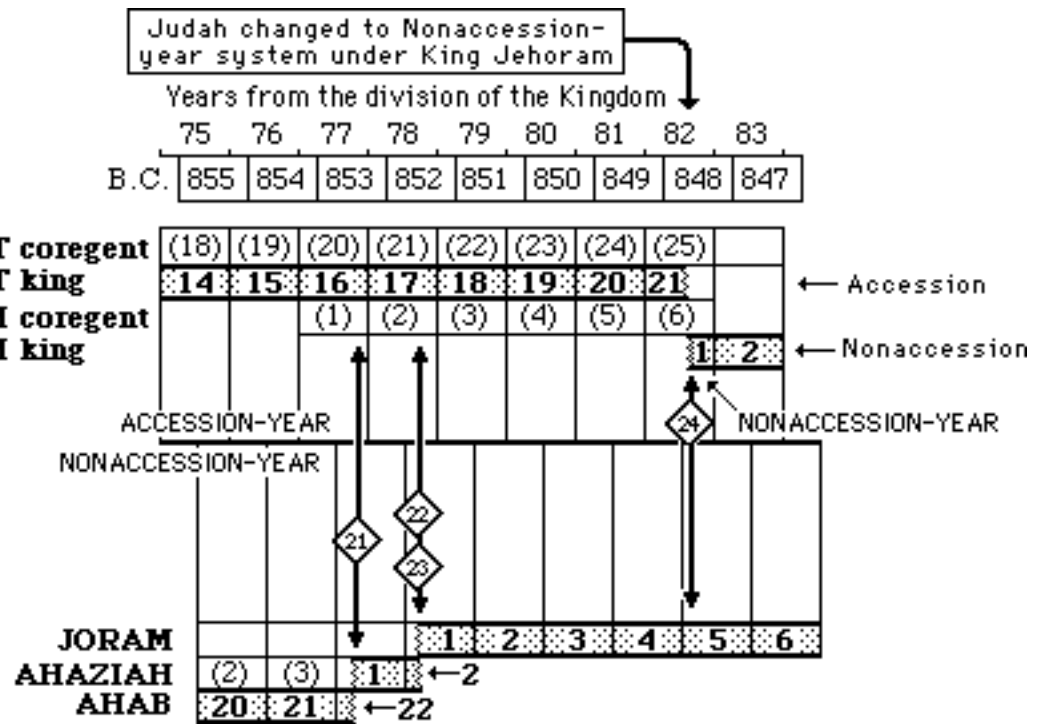 Judah changed to Nonaccession-
year system under King Jehoram
Years from the division of the Kingdom
75 76 77 78 79 80 81 82 83
B.C. 855 854 853 852 851 850 849 848 847
T coregent (18) (19) (20) (21) (22) (23) (24) (25)
T king 14 15 16 17 18 19 20 21 ← Accession
coregent (1) (2) (3) (4) (5) (6)
king 1 2 ← Nonaccession
24
ACCESSION-YEAR NONACCESSION-YEAR
NONACCESSION-YEAR
22
21
23
JORAM 1 2 3 4 5 6
AHAZIAH (2) (3) 1 ←2
AHAB 20 21 ←22